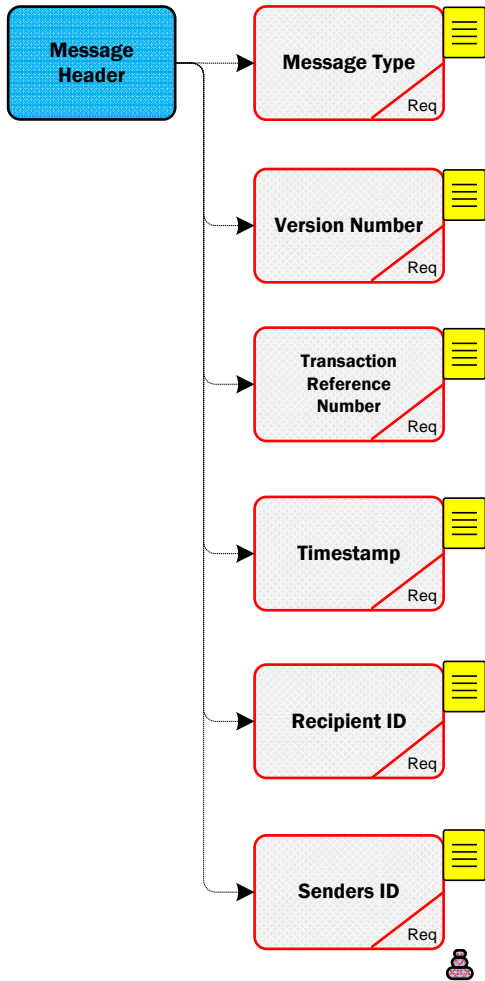 Message
Header
Message Type
Req
Version Number
Req
Transaction
Reference
Number
Req
Timestamp
Req
Recipient ID
Req
Senders ID
Req